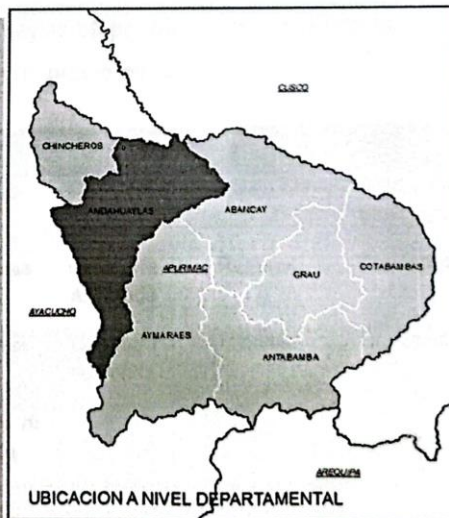 CUSCO
CHINCHEROS
ANDAHUAYLAS
ABANCAY
APURIMAC
GRAU
COTABAMBAS
AYACUCHO
AYMARAES
ANTABAMBA
AREQUIPA
UBICACION A NIVEL DEPARTAMENTAL